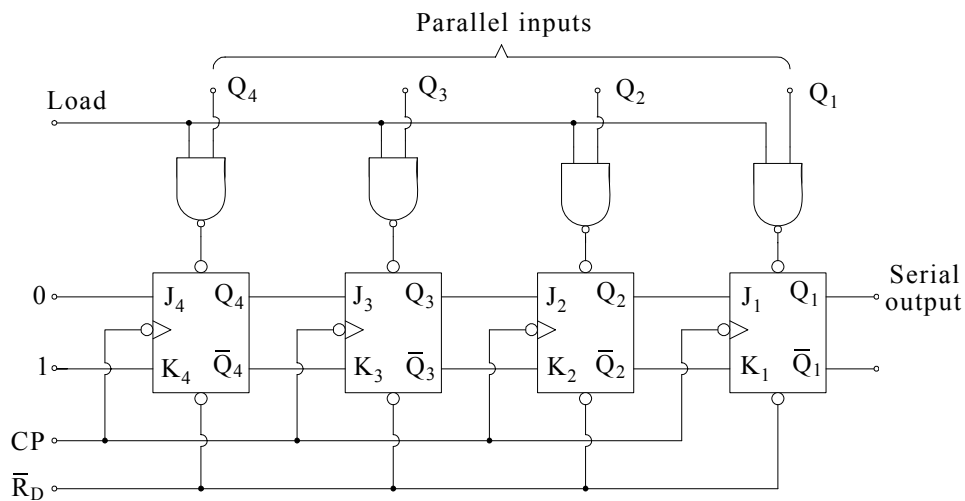 Parallel inputs
Q4 Q3 Q2 Q1
Load
0 J4 Q4 J3 Q3 J2 Q2 J1 Q1 Serial output
1 K4 Q̅4 K3 Q̅3 K2 Q̅2 K1 Q̅1
CP
R̅D